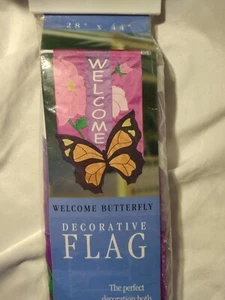 28" x 44"
WELCOME
WELCOME BUTTERFLY
DECORATIVE
FLAG
The perfect
decoration both